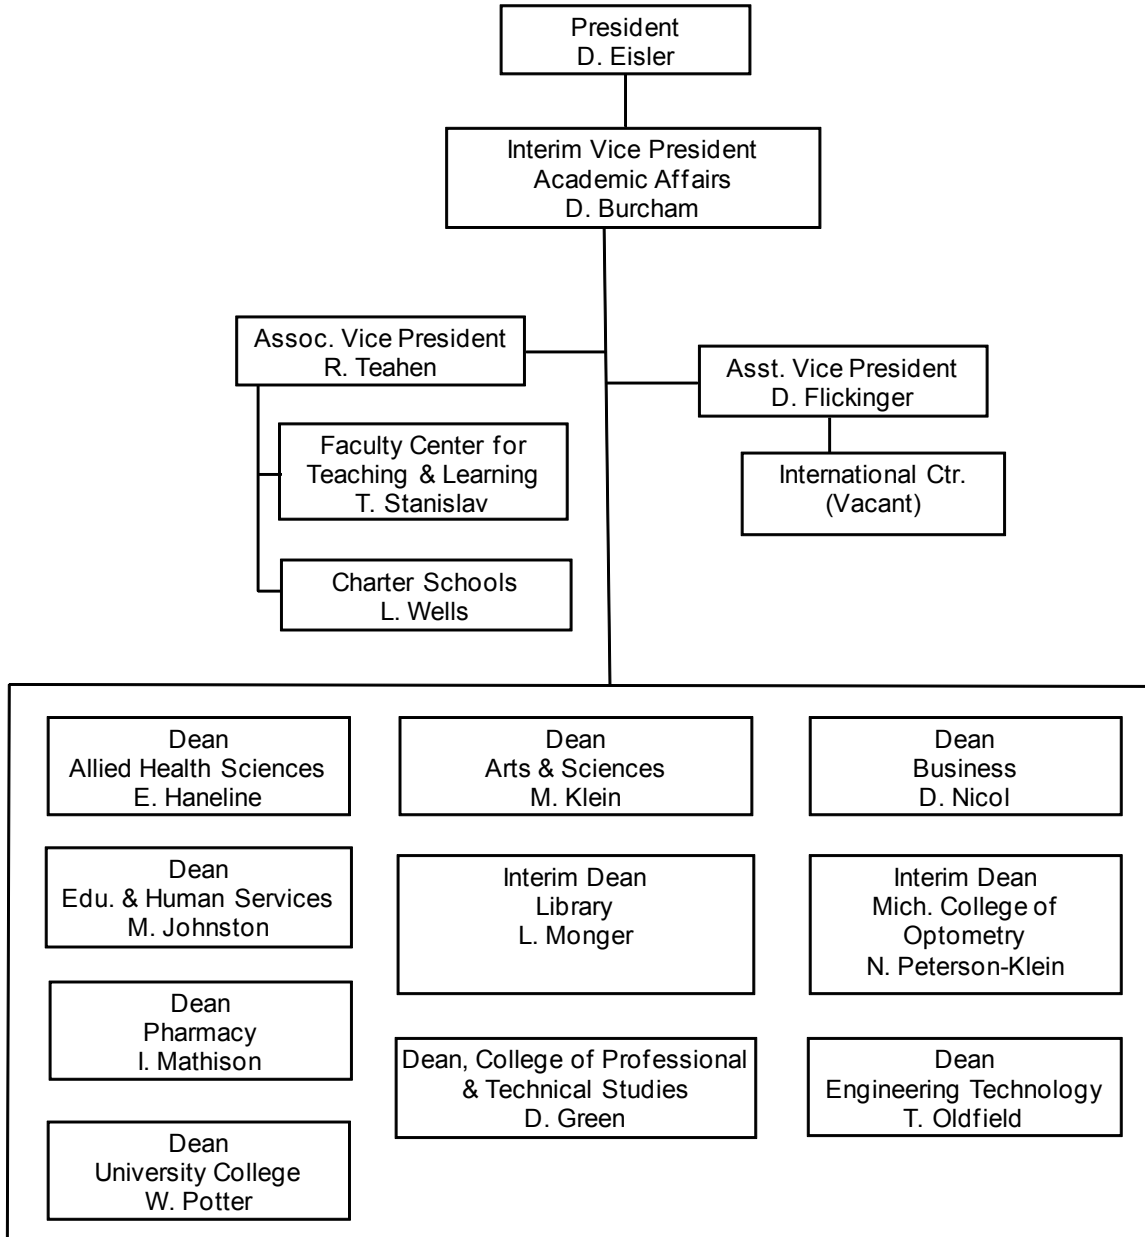 President
D. Eisler
Interim Vice President
Academic Affairs
D. Burcham
Assoc. Vice President
R. Teahen
Asst. Vice President
D. Flickinger
Faculty Center for
Teaching & Learning
T. Stanislav
International Ctr.
(Vacant)
Charter Schools
L. Wells
Dean
Allied Health Sciences
E. Haneline
Dean
Arts & Sciences
M. Klein
Dean
Business
D. Nicol
Dean
Edu. & Human Services
M. Johnston
Interim Dean
Library
L. Monger
Interim Dean
Mich. College of
Optometry
N. Peterson-Klein
Dean
Pharmacy
I. Mathison
Dean, College of Professional
& Technical Studies
D. Green
Dean
Engineering Technology
T. Oldfield
Dean
University College
W. Potter